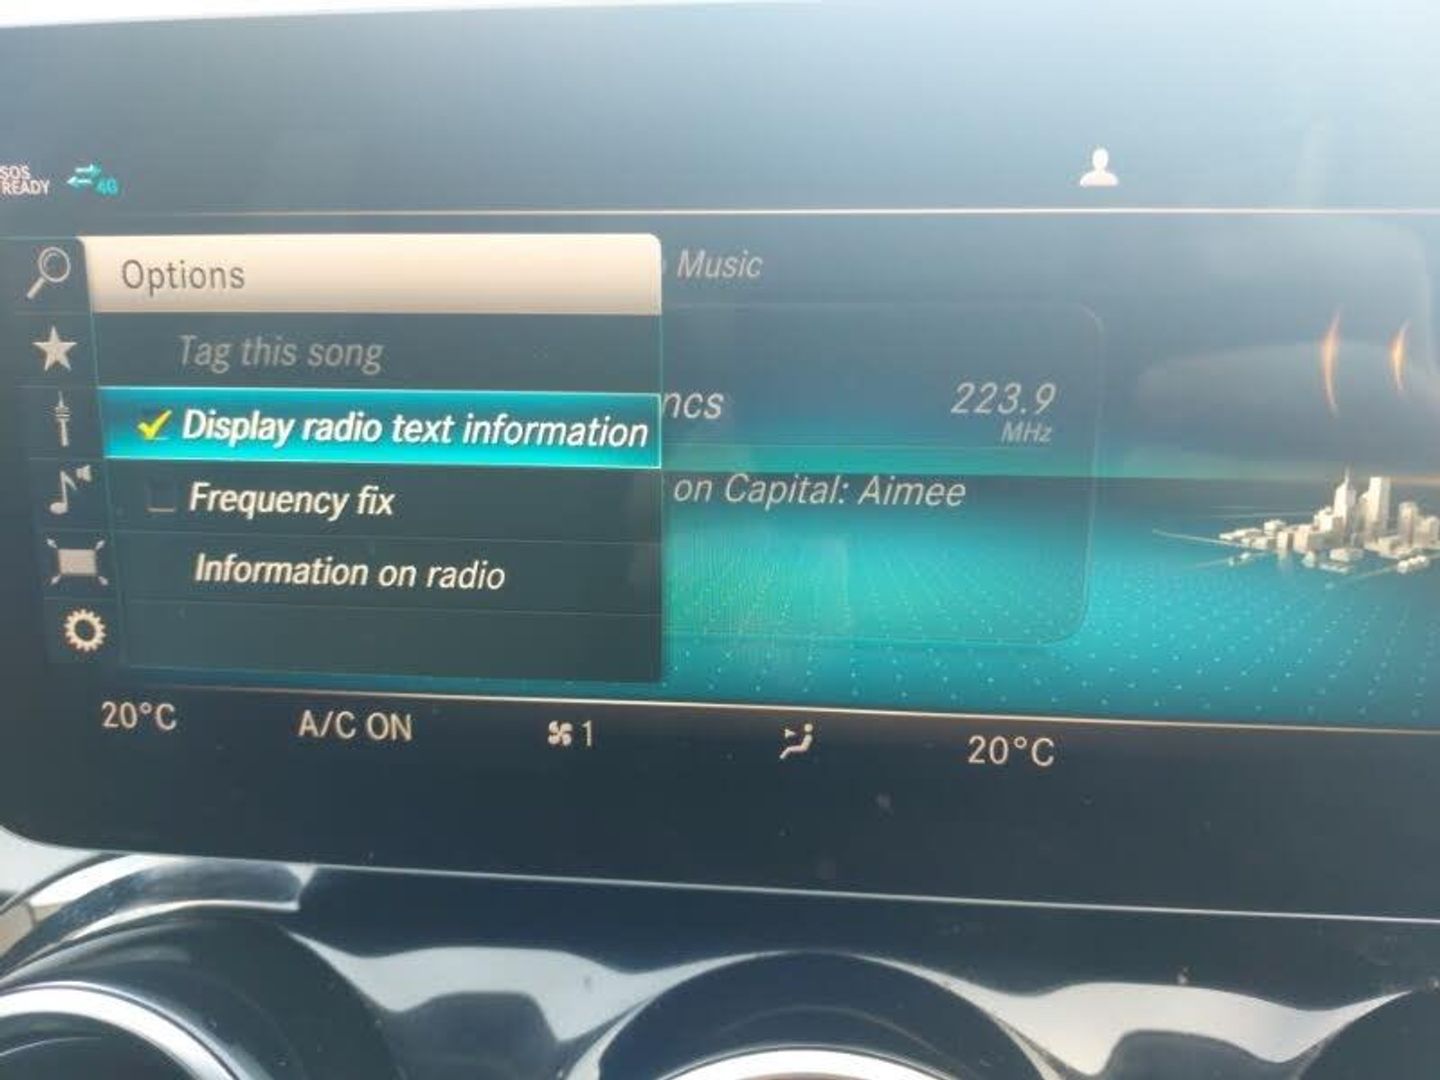 SOS
READY
4G
Options
Music
Tag this song
Display radio text information
ncs
223.9
MHz
Frequency fix
on Capital: Aimee
Information on radio
20°C
A/C ON
1
20°C